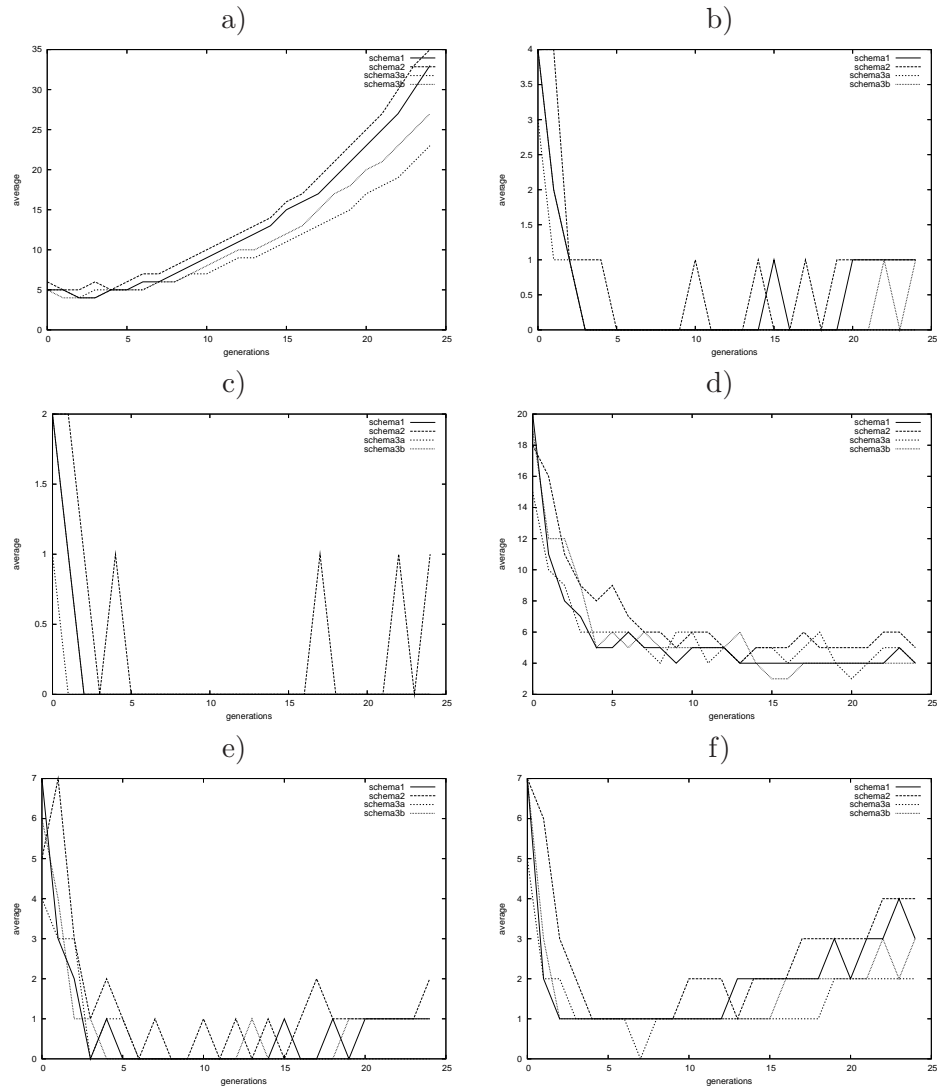 a)
35
30
25
20
15
10
5
0
average
0 5 10 15 20 25
generations
schema1
schema2
schema3a
schema3b
b)
4
3.5
3
2.5
2
1.5
1
0.5
0
average
0 5 10 15 20 25
generations
schema1
schema2
schema3a
schema3b
c)
2
1.5
1
0.5
0
average
0 5 10 15 20 25
generations
schema1
schema2
schema3a
schema3b
d)
20
18
16
14
12
10
8
6
4
2
average
0 5 10 15 20 25
generations
schema1
schema2
schema3a
schema3b
e)
7
6
5
4
3
2
1
0
average
0 5 10 15 20 25
generations
schema1
schema2
schema3a
schema3b
f)
7
6
5
4
3
2
1
0
average
0 5 10 15 20 25
generations
schema1
schema2
schema3a
schema3b